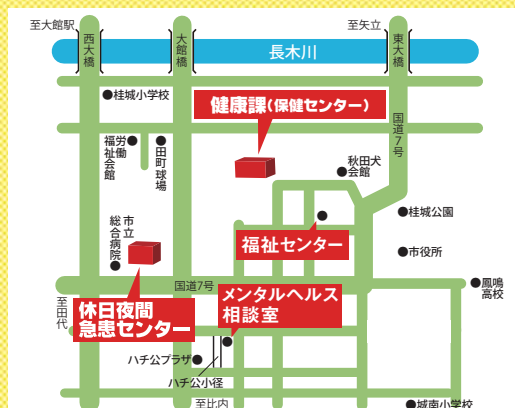 至大館駅
至矢立
西大橋
大館橋
東大橋
長木川
●桂城小学校
健康課(保健センター)
国道7号
労働
福祉会館
田町球場
秋田犬
会館
●桂城公園
市立
総合病院
福祉センター
●市役所
国道7号
メンタルヘルス
相談室
●鳳鳴
高校
至田代
休日夜間
急患センター
ハチ公プラザ●
ハチ公小径
至比内
●城南小学校